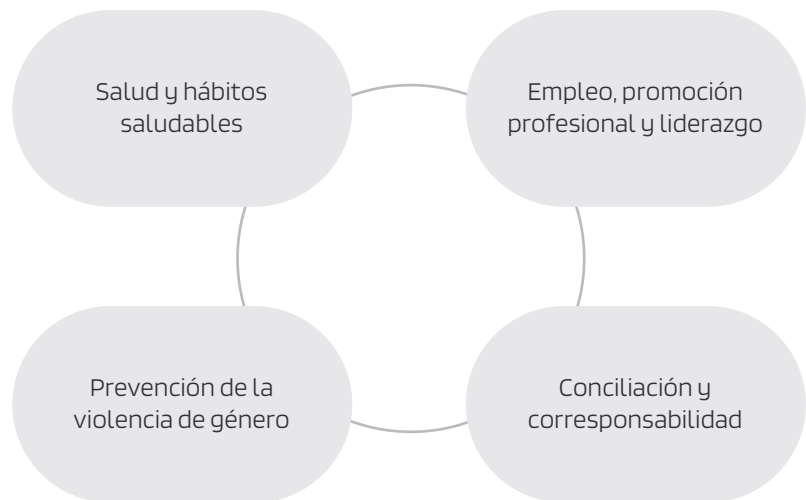 Salud y hábitos
saludables
Empleo, promoción
profesional y liderazgo
Prevención de la
violencia de género
Conciliación y
corresponsabilidad